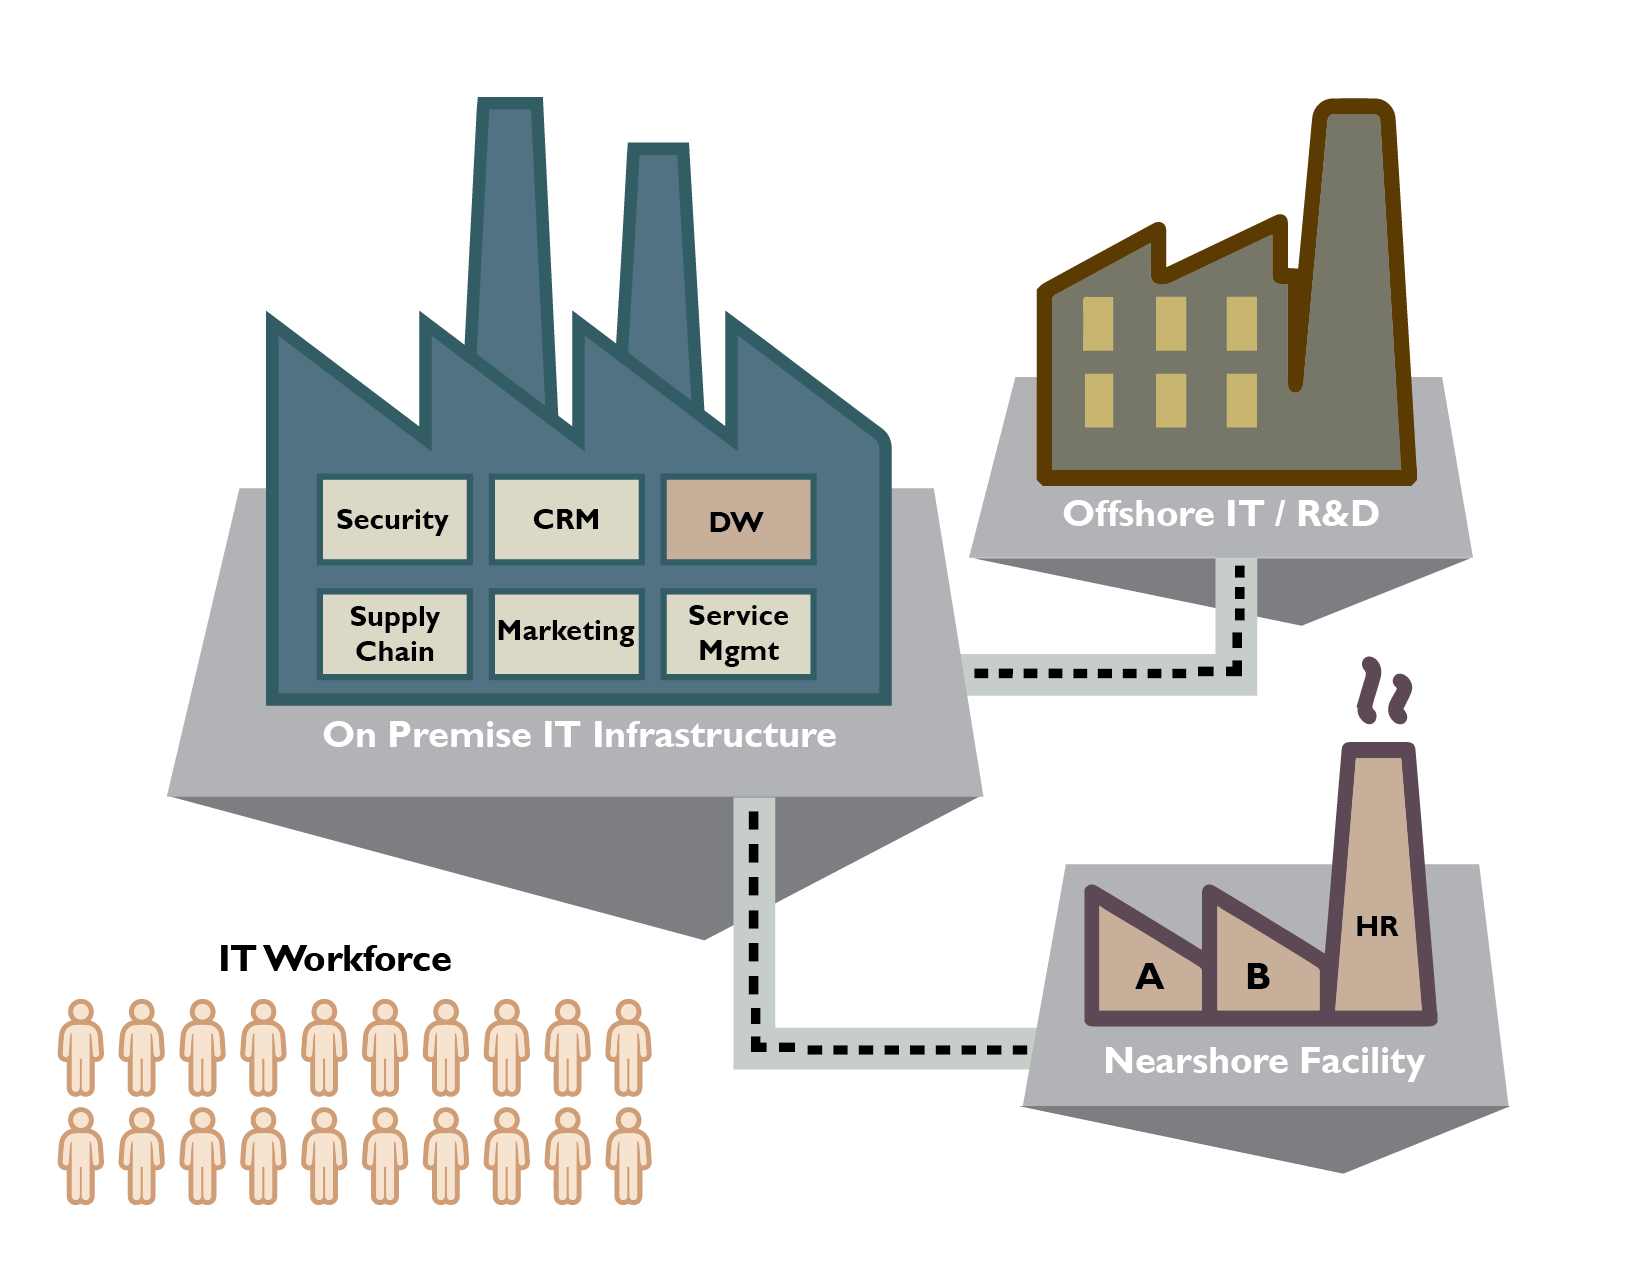 Security
CRM
DW
Supply
Chain
Marketing
Service
Mgmt
On Premise IT Infrastructure
Offshore IT / R&D
HR
A
B
Nearshore Facility
IT Workforce